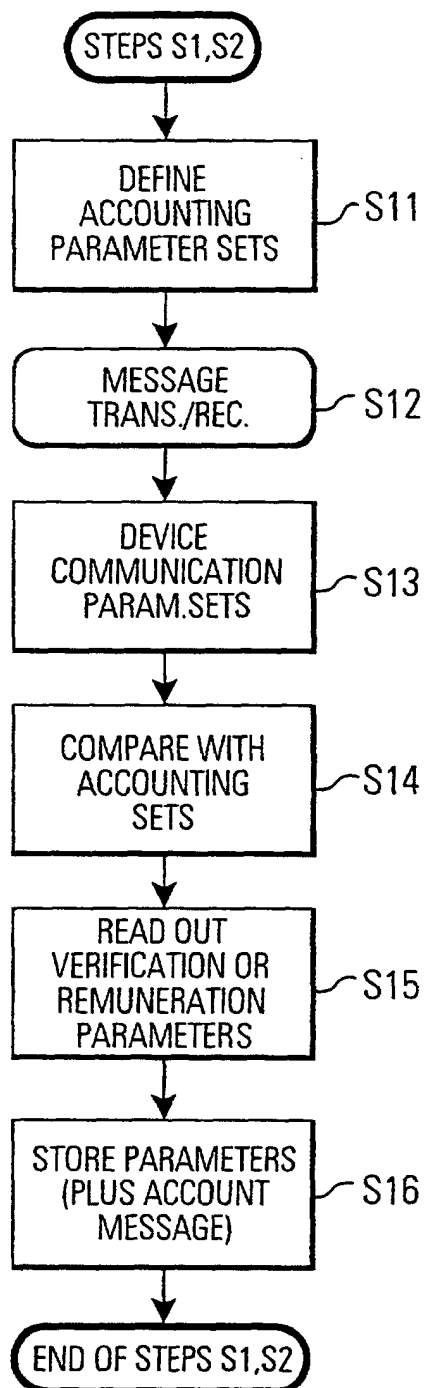 STEPS S1,S2
DEFINE
ACCOUNTING
PARAMETER SETS
S11
MESSAGE
TRANS./REC.
S12
DEVICE
COMMUNICATION
PARAM.SETS
S13
COMPARE WITH
ACCOUNTING
SETS
S14
READ OUT
VERIFICATION OR
REMUNERATION
PARAMETERS
S15
STORE PARAMETERS
(PLUS ACCOUNT
MESSAGE)
S16
END OF STEPS S1,S2